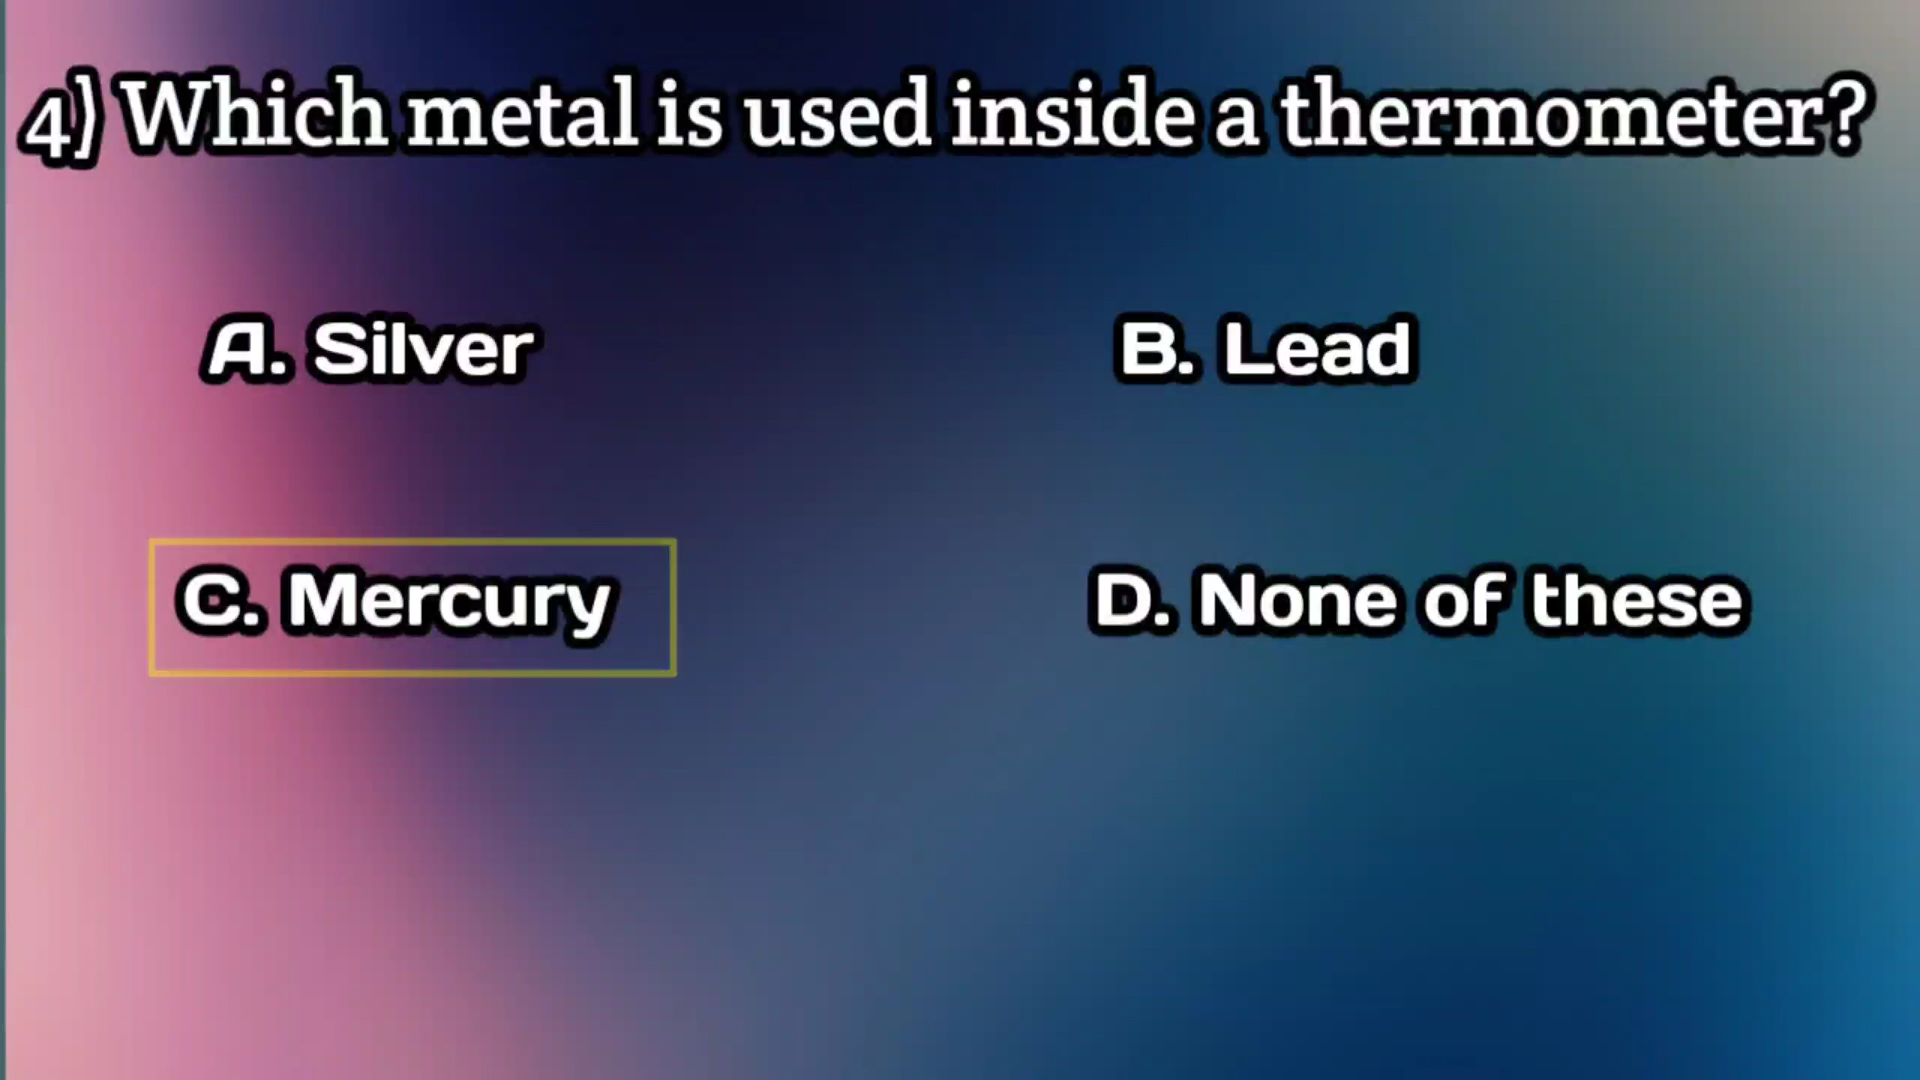 4) Which metal is used inside a thermometer?
A. Silver
B. Lead
C. Mercury
D. None of these